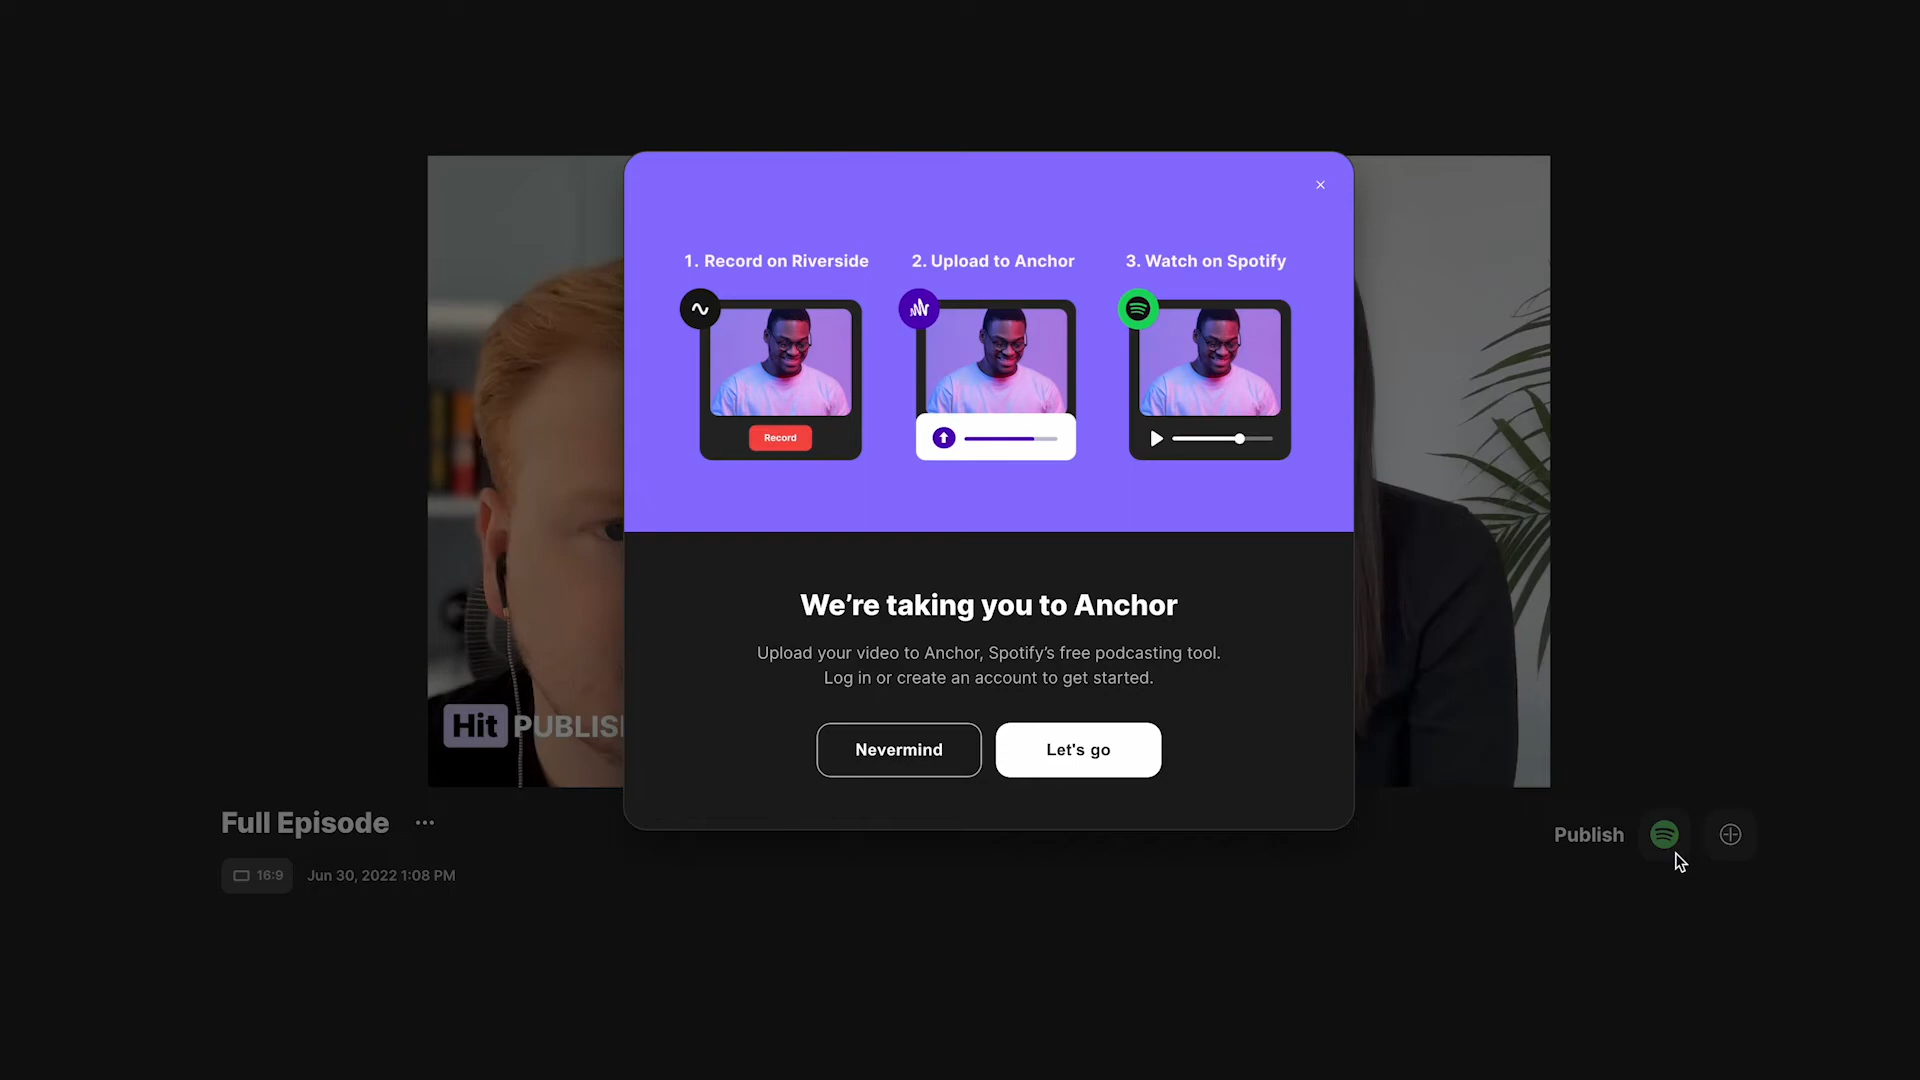 1. Record on Riverside
2. Upload to Anchor
3. Watch on Spotify
Record
We’re taking you to Anchor
Upload your video to Anchor, Spotify’s free podcasting tool.
Log in or create an account to get started.
Nevermind
Let's go
Hit PUBLIS
Full Episode
Publish
16:9
Jun 30, 2022 1:08 PM